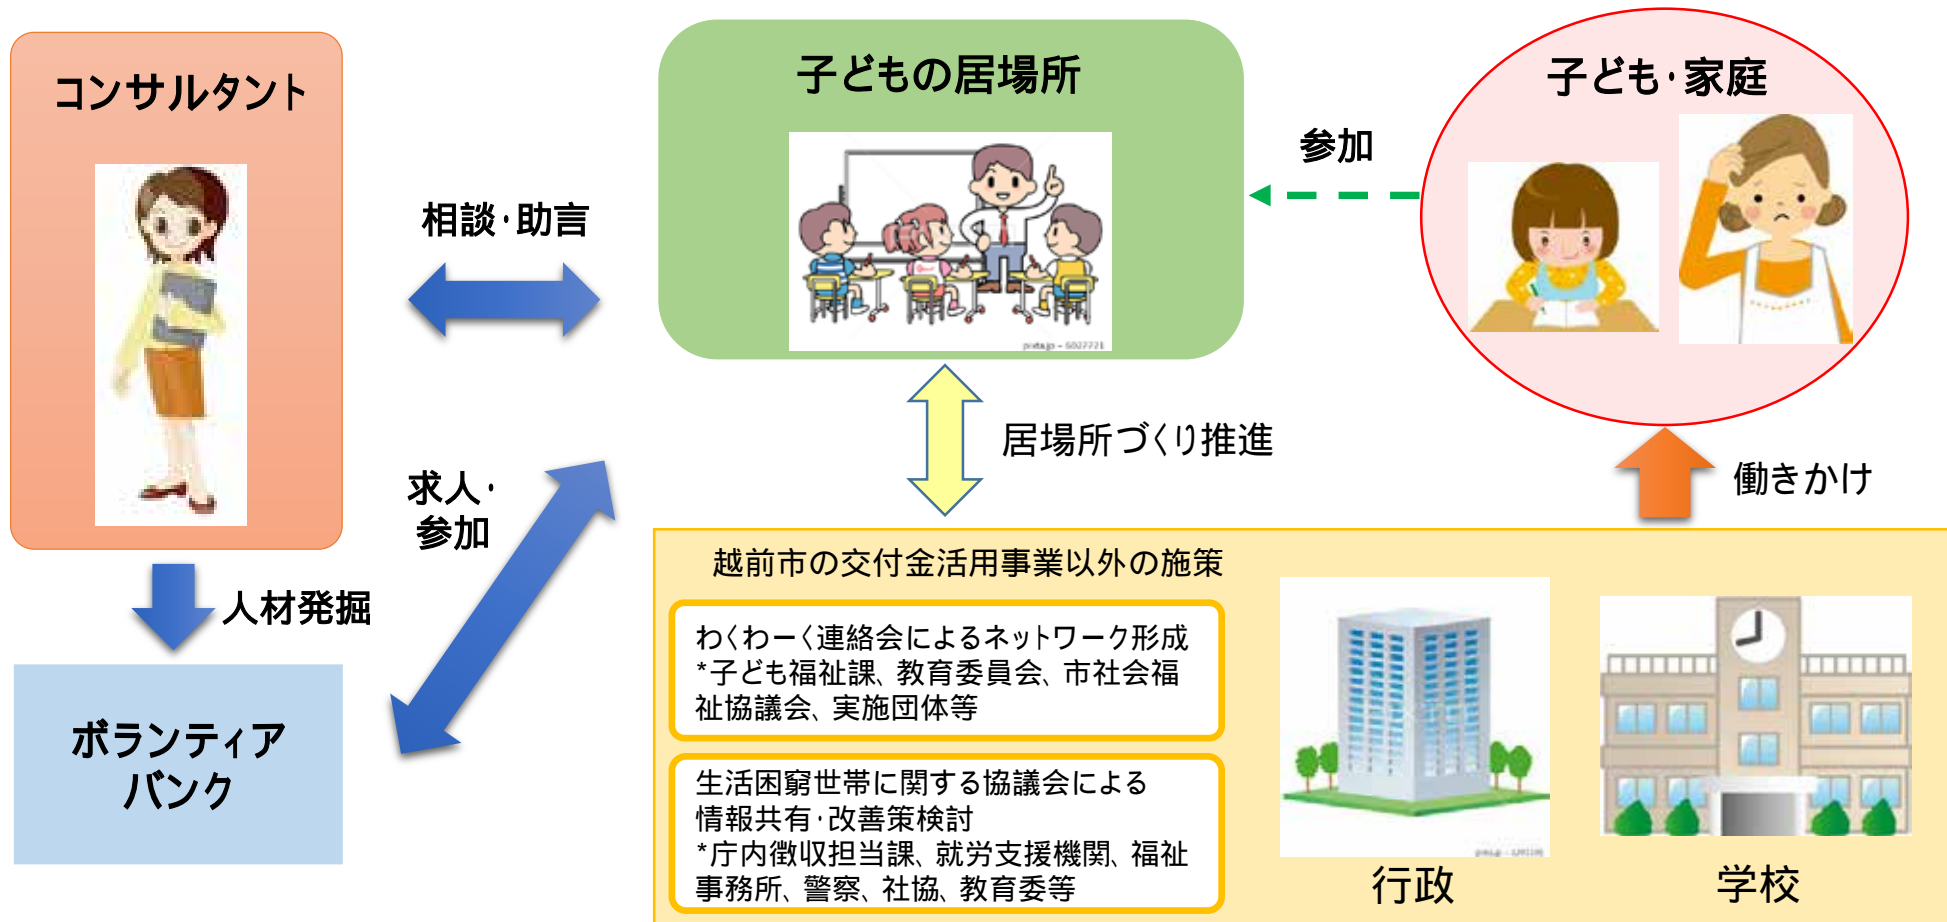 コンサルタント
子どもの居場所
子ども・家庭
参加
相談・助言
居場所づくり推進
求人・
参加
働きかけ
人材発掘
ボランティア
バンク
越前市の交付金活用事業以外の施策
わくわーく連絡会によるネットワーク形成
*子ども福祉課、教育委員会、市社会福
祉協議会、実施団体等
生活困窮世帯に関する協議会による
情報共有・改善策検討
*庁内徴収担当課、就労支援機関、福祉
事務所、警察、社協、教育委等
行政
学校